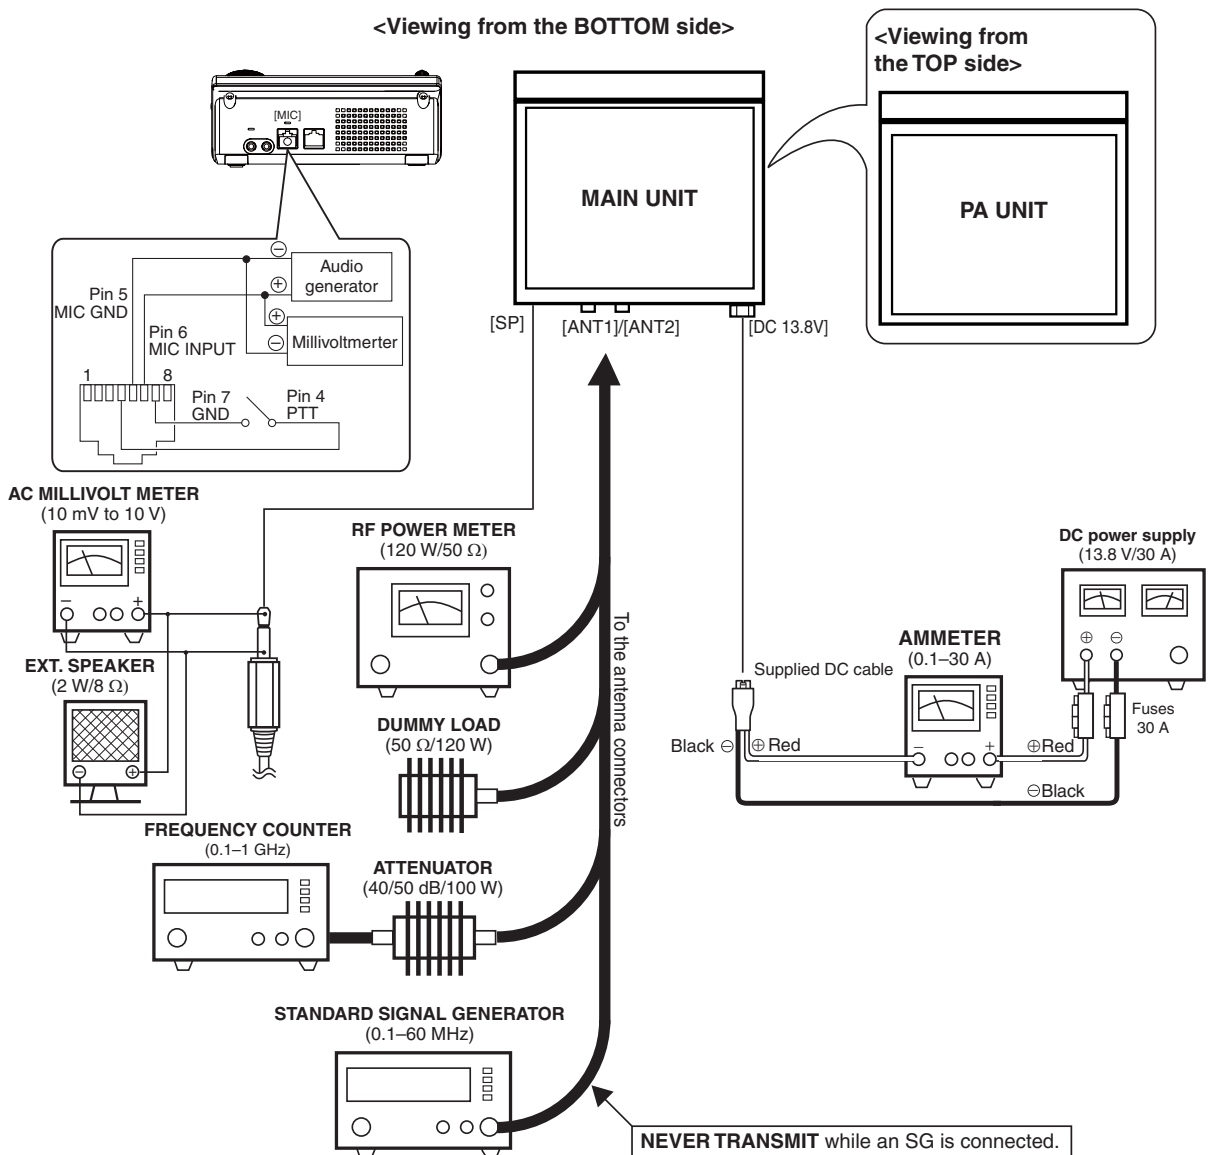 <Viewing from the BOTTOM side>
<Viewing from
the TOP side>
[MIC]
MAIN UNIT
PA UNIT
Audio
generator
Pin 5
MIC GND
Pin 6
MIC INPUT
Millivoltmerter
1
8
Pin 7
GND
Pin 4
PTT
[SP]
[ANT1]/[ANT2]
[DC 13.8V]
AC MILLIVOLT METER
(10 mV to 10 V)
EXT. SPEAKER
(2 W/8 Ω)
RF POWER METER
(120 W/50 Ω)
DUMMY LOAD
(50 Ω/120 W)
To the antenna connectors
FREQUENCY COUNTER
(0.1–1 GHz)
ATTENUATOR
(40/50 dB/100 W)
STANDARD SIGNAL GENERATOR
(0.1–60 MHz)
NEVER TRANSMIT while an SG is connected.
DC power supply
(13.8 V/30 A)
AMMETER
(0.1–30 A)
Supplied DC cable
Fuses
30 A
Black ⊖
⊕ Red
⊕Red
⊖Black